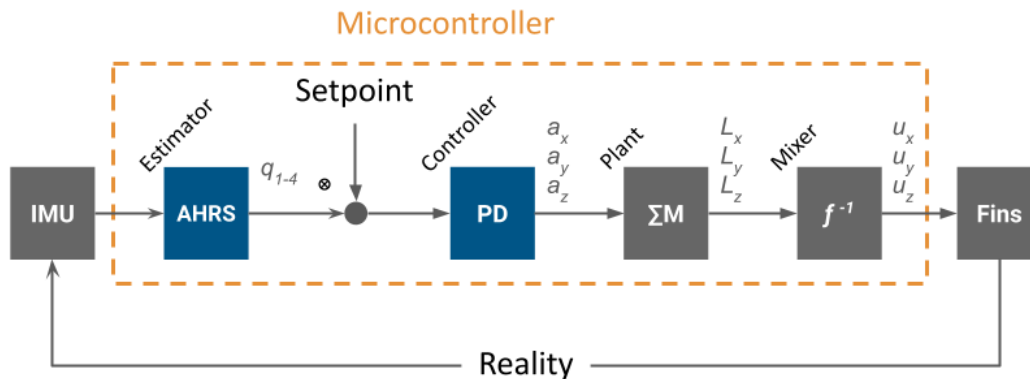 Microcontroller
Setpoint
Estimator
Controller
Plant
Mixer
q1-4
⊗
ax
ay
az
Lx
Ly
Lz
ux
uy
uz
IMU
AHRS
PD
ΣM
f -1
Fins
Reality